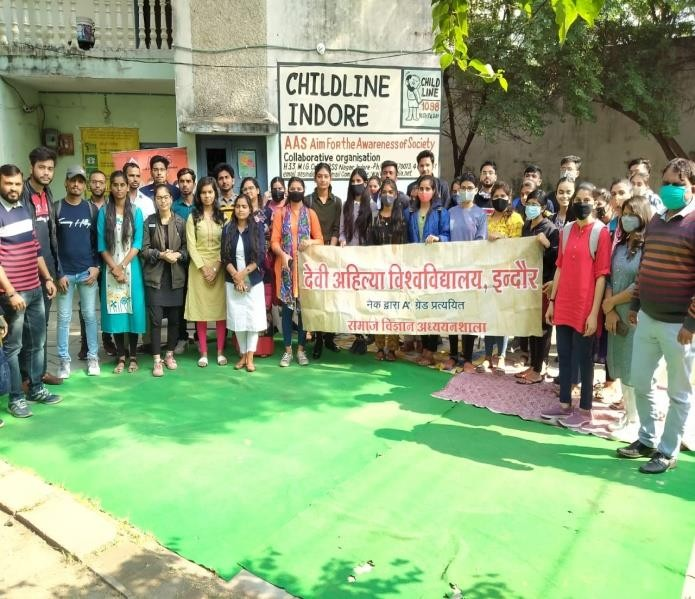 CHILDLINE
INDORE
CHILD
LINE
1098
AAS Aim For the Awareness of Society
Collaborative organisation
देवी अहिल्या विश्वविद्यालय, इन्दौर
नेक द्वारा A+ ग्रेड प्रत्ययित
समाज विज्ञान अध्ययनशाला